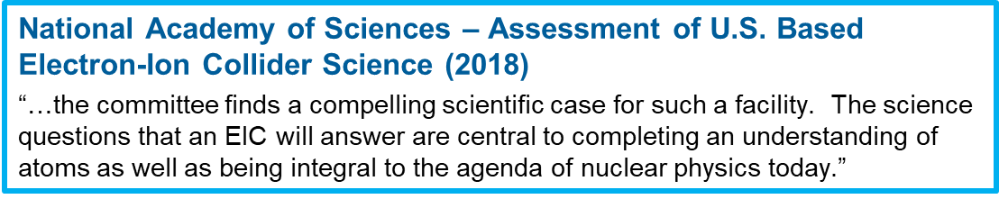 National Academy of Sciences – Assessment of U.S. Based
Electron-Ion Collider Science (2018)
“…the committee finds a compelling scientific case for such a facility.  The science
questions that an EIC will answer are central to completing an understanding of
atoms as well as being integral to the agenda of nuclear physics today.”